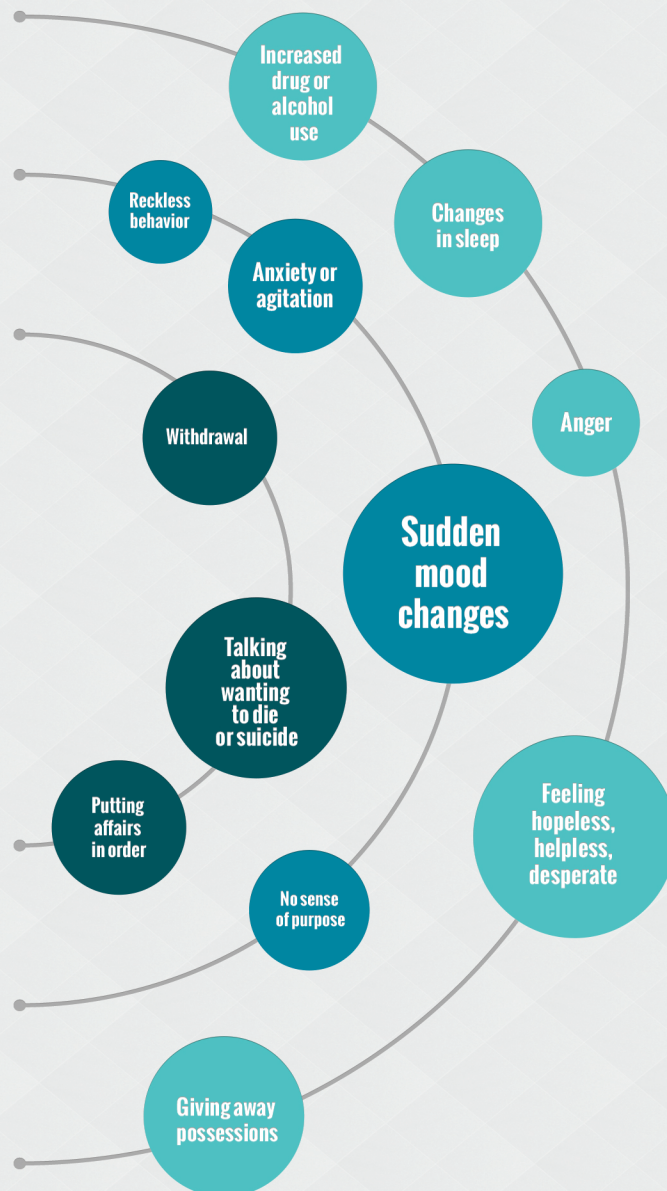 Increased
drug or
alcohol
use
Changes
in sleep
Reckless
behavior
Anxiety or
agitation
Anger
Withdrawal
Sudden
mood
changes
Talking
about
wanting
to die
or suicide
Putting
affairs
in order
Feeling
hopeless,
helpless,
desperate
No sense
of purpose
Giving away
possessions